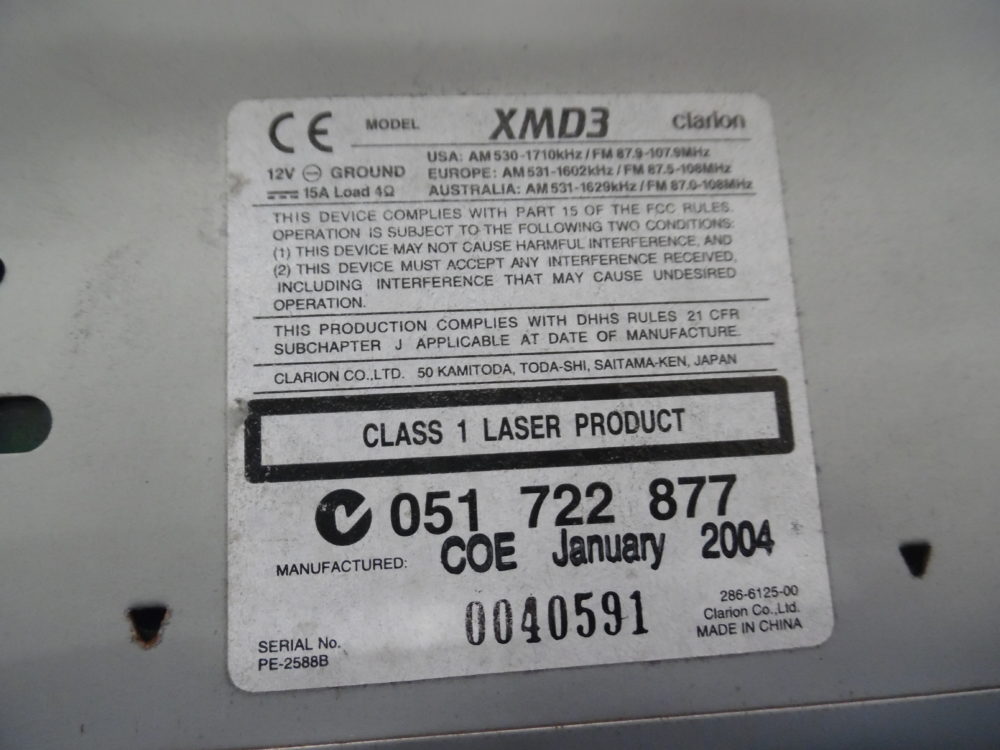 CE MODEL XMD3 clarion
12V ⊖ GROUND
15A Load 4Ω
USA: AM 530-1710kHz / FM 87.9-107.9MHz
EUROPE: AM 531-1602kHz / FM 87.5-108MHz
AUSTRALIA: AM 531-1629kHz / FM 87.0-108MHz
THIS DEVICE COMPLIES WITH PART 15 OF THE FCC RULES.
OPERATION IS SUBJECT TO THE FOLLOWING TWO CONDITIONS:
(1) THIS DEVICE MAY NOT CAUSE HARMFUL INTERFERENCE, AND
(2) THIS DEVICE MUST ACCEPT ANY INTERFERENCE RECEIVED,
INCLUDING INTERFERENCE THAT MAY CAUSE UNDESIRED
OPERATION.
THIS PRODUCTION COMPLIES WITH DHHS RULES 21 CFR
SUBCHAPTER J APPLICABLE AT DATE OF MANUFACTURE.
CLARION CO.,LTD. 50 KAMITODA, TODA-SHI, SAITAMA-KEN, JAPAN
CLASS 1 LASER PRODUCT
051 722 877
MANUFACTURED: COE January 2004
0040591
SERIAL No.
PE-2588B
286-6125-00
Clarion Co.,Ltd.
MADE IN CHINA